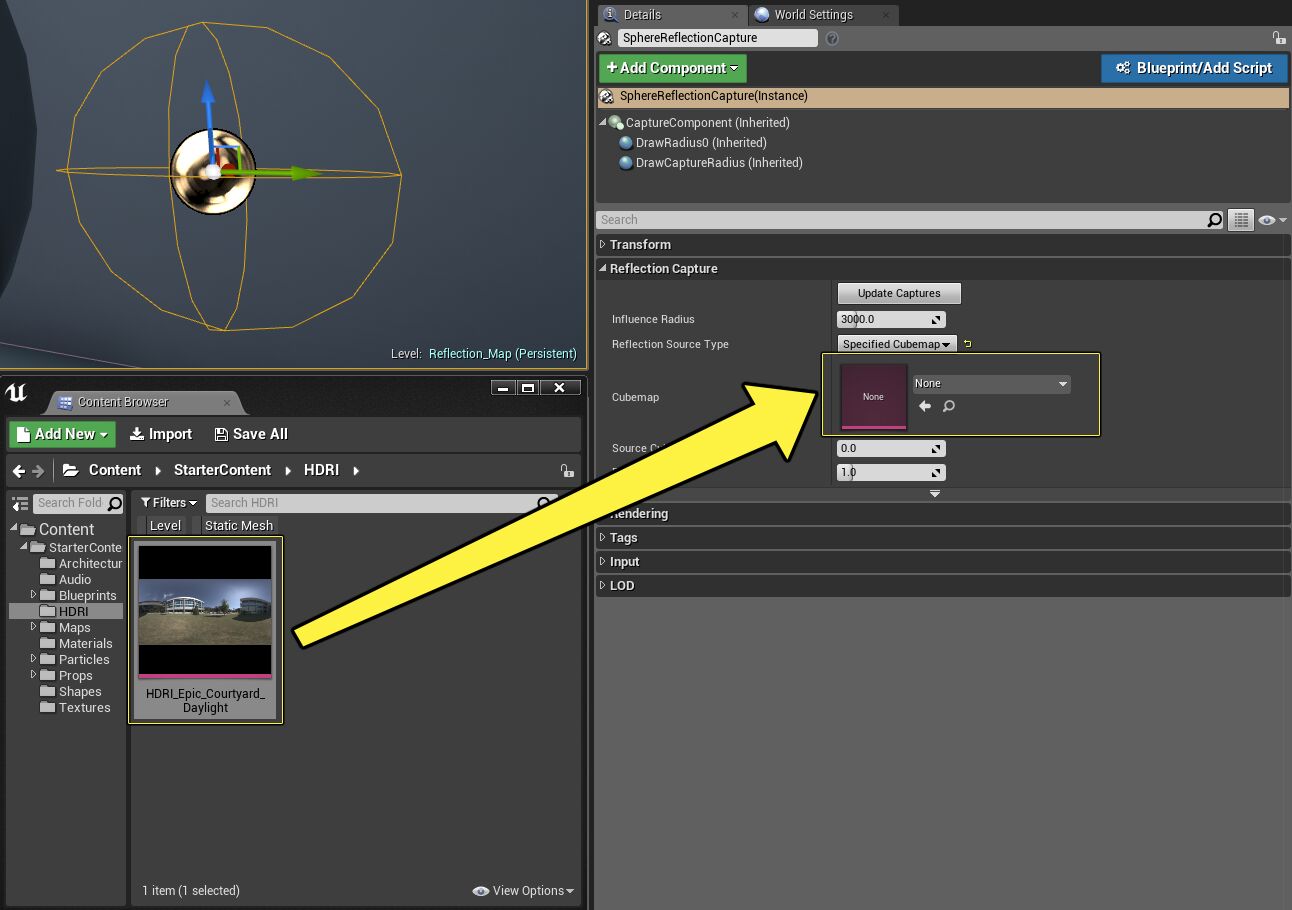 Level: Reflection_Map (Persistent)
Details
World Settings
SphereReflectionCapture
Add Component
Blueprint/Add Script
SphereReflectionCapture(Instance)
CaptureComponent (Inherited)
DrawRadius0 (Inherited)
DrawCaptureRadius (Inherited)
Search
Transform
Reflection Capture
Update Captures
Influence Radius
3000.0
Reflection Source Type
Specified Cubemap
Cubemap
None
None
Source
0.0
1.0
Rendering
Tags
Input
LOD
Content Browser
Add New
Import
Save All
Content
StarterContent
HDRI
Search Fold
Filters
Search HDRI
Level
Static Mesh
Content
StarterConte
Architectur
Audio
Blueprints
HDRI
Maps
Materials
Particles
Props
Shapes
Textures
HDRI_Epic_Courtyard_
Daylight
1 item (1 selected)
View Options